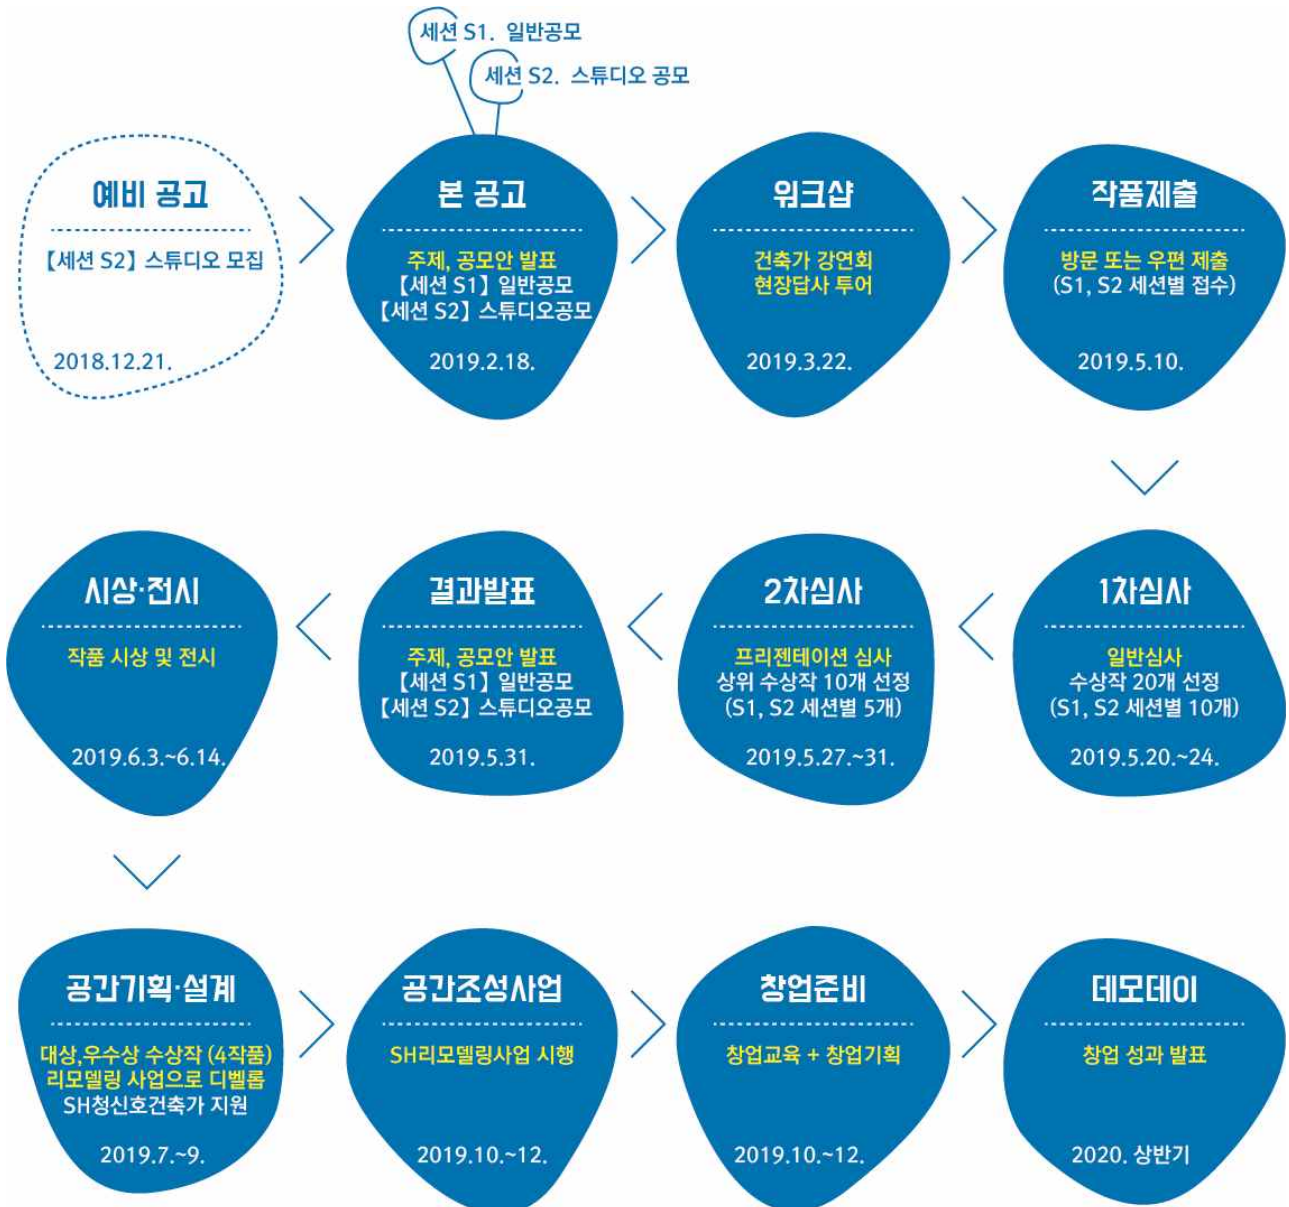 세션 S1. 일반공모
세션 S2. 스튜디오 공모
예비 공고
【세션 S2】 스튜디오 모집
2018.12.21.
본 공고
주제, 공모안 발표
【세션 S1】 일반공모
【세션 S2】 스튜디오공모
2019.2.18.
워크샵
건축가 강연회
현장답사 투어
2019.3.22.
작품제출
방문 또는 우편 제출
(S1, S2 세션별 접수)
2019.5.10.
1차심사
일반심사
수상작 20개 선정
(S1, S2 세션별 10개)
2019.5.20.~24.
2차심사
프리젠테이션 심사
상위 수상작 10개 선정
(S1, S2 세션별 5개)
2019.5.27.~31.
결과발표
주제, 공모안 발표
【세션 S1】 일반공모
【세션 S2】 스튜디오공모
2019.5.31.
시상·전시
작품 시상 및 전시
2019.6.3.~6.14.
공간기획·설계
대상,우수상 수상작 (4작품)
리모델링 사업으로 디벨롭
SH청신호건축가 지원
2019.7.~9.
공간조성사업
SH리모델링사업 시행
2019.10.~12.
창업준비
창업교육 + 창업기획
2019.10.~12.
데모데이
창업 성과 발표
2020. 상반기